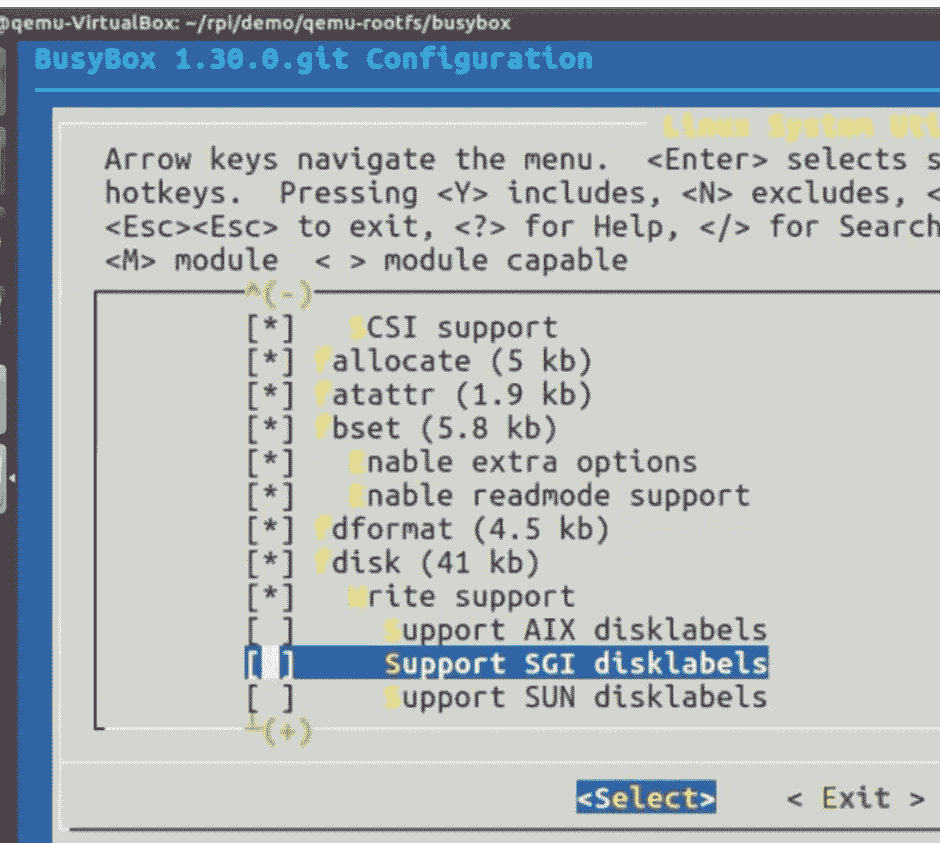 @qemu-VirtualBox: ~/rpi/demo/qemu-rootfs/busybox
BusyBox 1.30.0.git Configuration
Linux System Uti
Arrow keys navigate the menu.  <Enter> selects s
hotkeys.  Pressing <Y> includes, <N> excludes, <
<Esc><Esc> to exit, <?> for Help, </> for Search
<M> module  < > module capable
^(-)
[*]   SCSI support
[*] fallocate (5 kb)
[*] fatattr (1.9 kb)
[*] fbset (5.8 kb)
[*]   Enable extra options
[*]   Enable readmode support
[*] fdformat (4.5 kb)
[*] fdisk (41 kb)
[*]   Write support
[ ]     Support AIX disklabels
[ ]     Support SGI disklabels
[ ]     Support SUN disklabels
┴(+)
<Select>    < Exit >